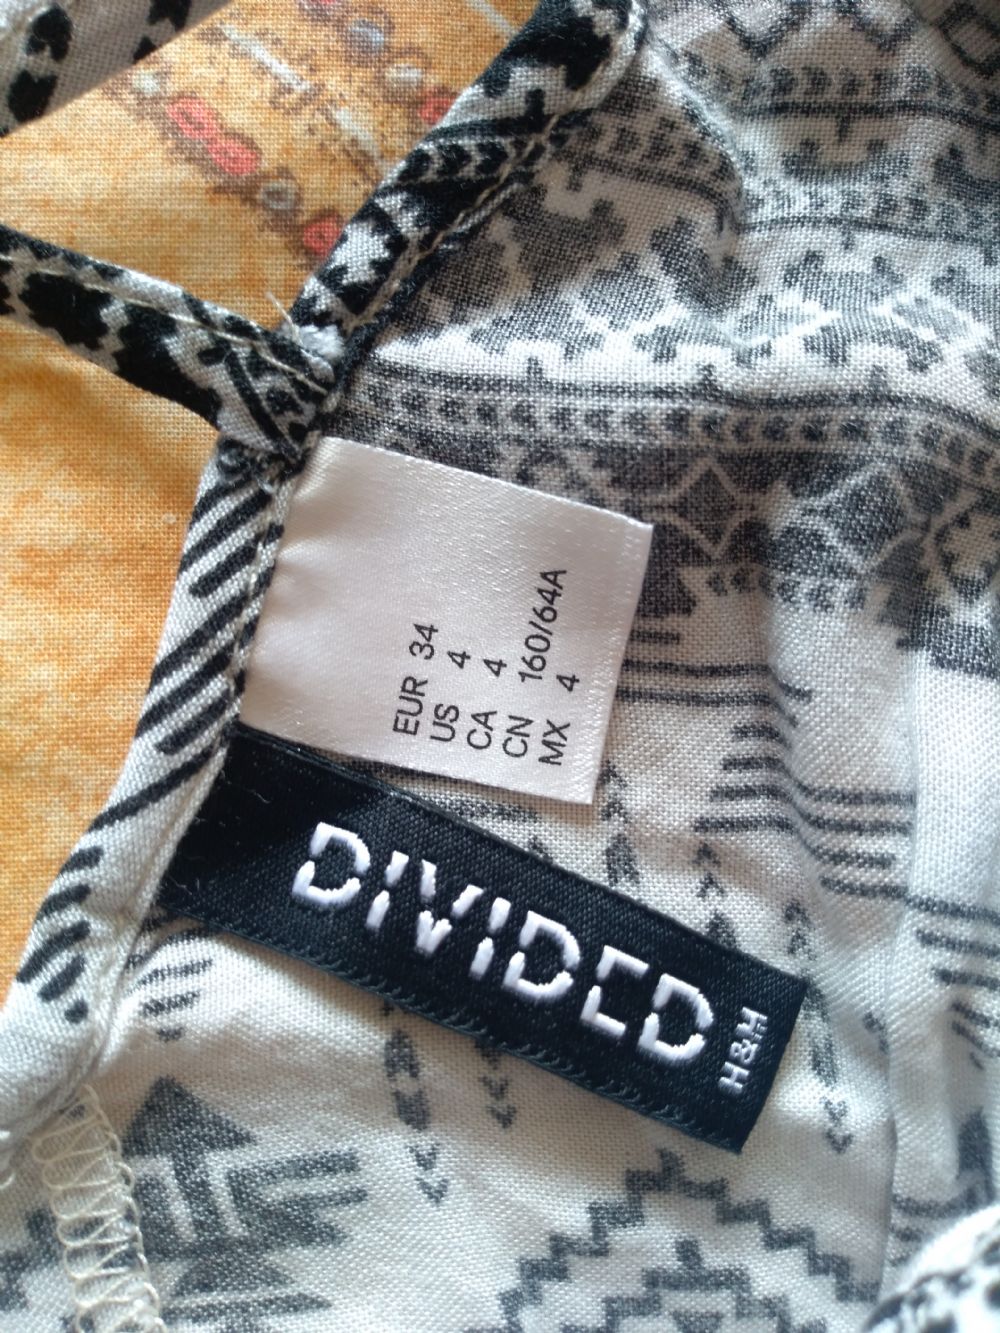 EUR 34
US 4
CA 4
CN 160/64A
MX 4
DIVIDED
H&M